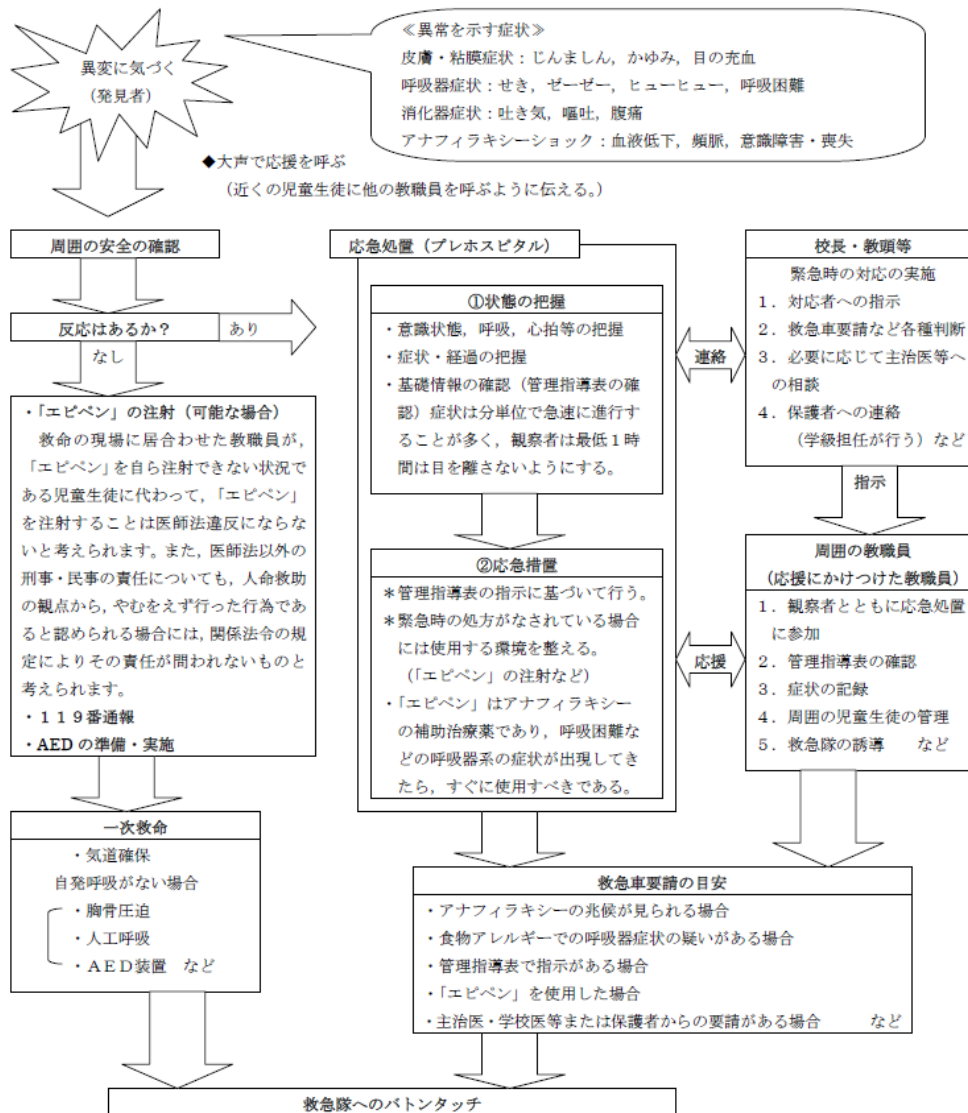 異変に気づく
(発見者)
≪異常を示す症状≫
皮膚・粘膜症状：じんましん，かゆみ，目の充血
呼吸器症状：せき，ゼーゼー，ヒューヒュー，呼吸困難
消化器症状：吐き気，嘔吐，腹痛
アナフィラキシーショック：血液低下，頻脈，意識障害・喪失
◆大声で応援を呼ぶ
（近くの児童生徒に他の教職員を呼ぶように伝える。）
周囲の安全の確認
反応はあるか？
あり
なし
・「エピペン」の注射（可能な場合）
救命の現場に居合わせた教職員が，
「エピペン」を自ら注射できない状況で
ある児童生徒に代わって，「エピペン」
を注射することは医師法違反にならな
いと考えられます。また，医師法以外の
刑事・民事の責任についても，人命救助
の観点から，やむをえず行った行為であ
ると認められる場合には，関係法令の規
定によりその責任が問われないものと
考えられます。
・１１９番通報
・AED の準備・実施
一次救命
・気道確保
自発呼吸がない場合
・胸骨圧迫
・人工呼吸
・ＡＥＤ装置　など
応急処置（プレホスピタル）
①状態の把握
・意識状態，呼吸，心拍等の把握
・症状・経過の把握
・基礎情報の確認（管理指導表の確
認）症状は分単位で急速に進行す
ることが多く，観察者は最低１時
間は目を離さないようにする。
②応急措置
＊管理指導表の指示に基づいて行う。
＊緊急時の処方がなされている場合
には使用する環境を整える。
（「エピペン」の注射など）
・「エピペン」はアナフィラキシー
の補助治療薬であり，呼吸困難な
どの呼吸器系の症状が出現してき
たら，すぐに使用すべきである。
連絡
応援
校長・教頭等
緊急時の対応の実施
１．対応者への指示
２．救急車要請など各種判断
３．必要に応じて主治医等へ
の相談
４．保護者への連絡
（学級担任が行う）など
指示
周囲の教職員
（応援にかけつけた教職員）
１．観察者とともに応急処置
に参加
２．管理指導表の確認
３．症状の記録
４．周囲の児童生徒の管理
５．救急隊の誘導　　など
救急車要請の目安
・アナフィラキシーの兆候が見られる場合
・食物アレルギーでの呼吸器症状の疑いがある場合
・管理指導表で指示がある場合
・「エピペン」を使用した場合
・主治医・学校医等または保護者からの要請がある場合　　など
救急隊へのバトンタッチ